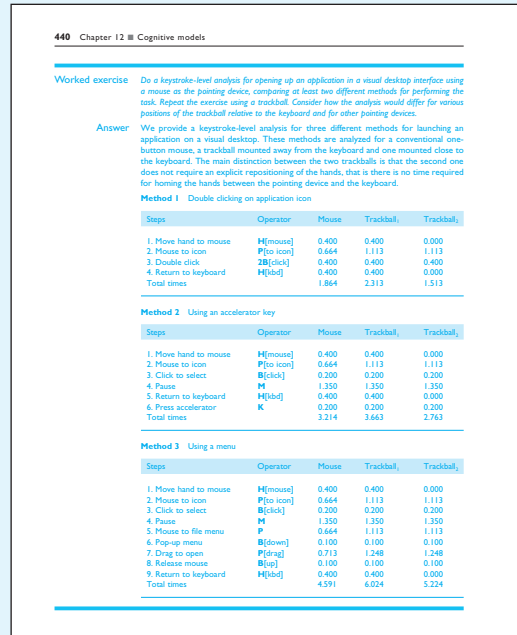 440 Chapter 12 ■ Cognitive models
Worked exercise Do a keystroke-level analysis for opening up an application in a visual desktop interface using
a mouse as the pointing device, comparing at least two different methods for performing the
task. Repeat the exercise using a trackball. Consider how the analysis would differ for various
positions of the trackball relative to the keyboard and for other pointing devices.
Answer We provide a keystroke-level analysis for three different methods for launching an
application on a visual desktop. These methods are analyzed for a conventional one-
button mouse, a trackball mounted away from the keyboard and one mounted close to
the keyboard. The main distinction between the two trackballs is that the second one
does not require an explicit repositioning of the hands, that is there is no time required
for homing the hands between the pointing device and the keyboard.
Method 1 Double clicking on application icon
Steps Operator Mouse Trackball₁ Trackball₂
1. Move hand to mouse H[mouse] 0.400 0.400 0.000
2. Mouse to icon P[to icon] 0.664 1.113 1.113
3. Double click 2B[click] 0.400 0.400 0.400
4. Return to keyboard H[kbd] 0.400 0.400 0.000
Total times 1.864 2.313 1.513
Method 2 Using an accelerator key
Steps Operator Mouse Trackball₁ Trackball₂
1. Move hand to mouse H[mouse] 0.400 0.400 0.000
2. Mouse to icon P[to icon] 0.664 1.113 1.113
3. Click to select B[click] 0.200 0.200 0.200
4. Pause M 1.350 1.350 1.350
5. Return to keyboard H[kbd] 0.400 0.400 0.000
6. Press accelerator K 0.200 0.200 0.200
Total times 3.214 3.663 2.763
Method 3 Using a menu
Steps Operator Mouse Trackball₁ Trackball₂
1. Move hand to mouse H[mouse] 0.400 0.400 0.000
2. Mouse to icon P[to icon] 0.664 1.113 1.113
3. Click to select B[click] 0.200 0.200 0.200
4. Pause M 1.350 1.350 1.350
5. Mouse to file menu P 0.664 1.113 1.113
6. Pop-up menu B[down] 0.100 0.100 0.100
7. Drag to open P[drag] 0.713 1.248 1.248
8. Release mouse B[up] 0.100 0.100 0.100
9. Return to keyboard H[kbd] 0.400 0.400 0.000
Total times 4.591 6.024 5.224